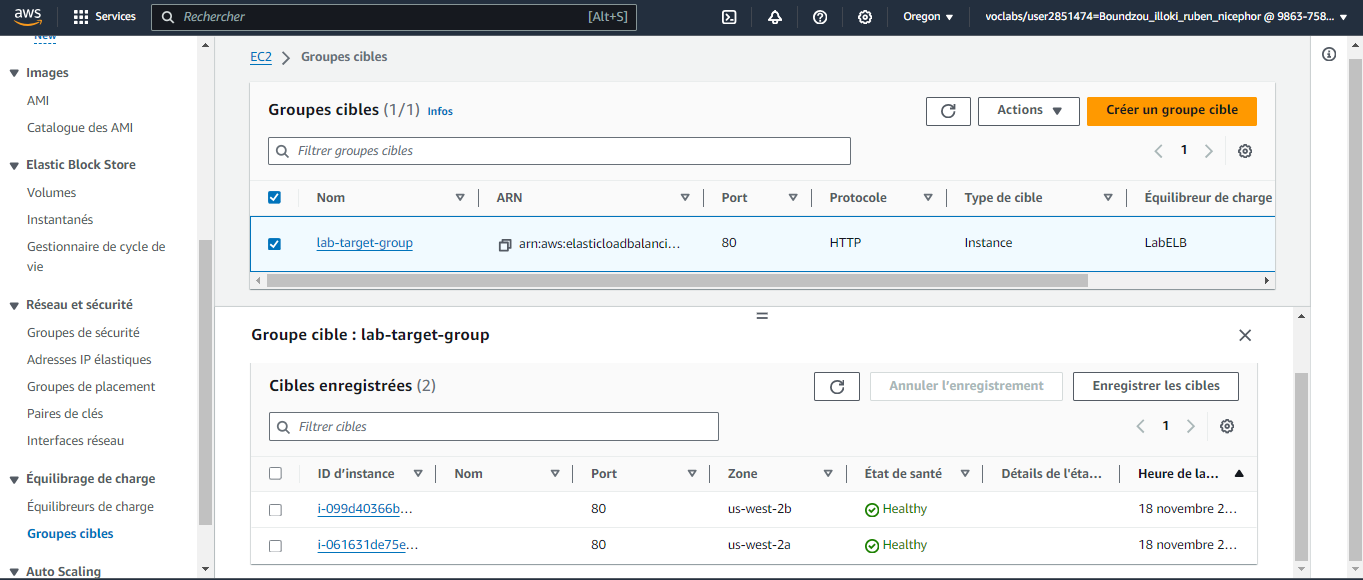 aws Services Rechercher [Alt+S] Oregon voclabs/user2851474=Boundzou_illoki_ruben_nicephor @ 9863-758...
New
Images
AMI
Catalogue des AMI
Elastic Block Store
Volumes
Instantanés
Gestionnaire de cycle de
vie
Réseau et sécurité
Groupes de sécurité
Adresses IP élastiques
Groupes de placement
Paires de clés
Interfaces réseau
Équilibrage de charge
Équilibreurs de charge
Groupes cibles
Auto Scaling
EC2 Groupes cibles
Groupes cibles (1/1) Infos Actions Créer un groupe cible
Filtrer groupes cibles 1
Nom ARN Port Protocole Type de cible Équilibreur de charge
lab-target-group arn:aws:elasticloadbalanci... 80 HTTP Instance LabELB
Groupe cible : lab-target-group
Cibles enregistrées (2) Annuler l'enregistrement Enregistrer les cibles
Filtrer cibles 1
ID d'instance Nom Port Zone État de santé Détails de l'éta... Heure de la...
i-099d40366b... 80 us-west-2b Healthy 18 novembre 2...
i-061631de75e... 80 us-west-2a Healthy 18 novembre 2...